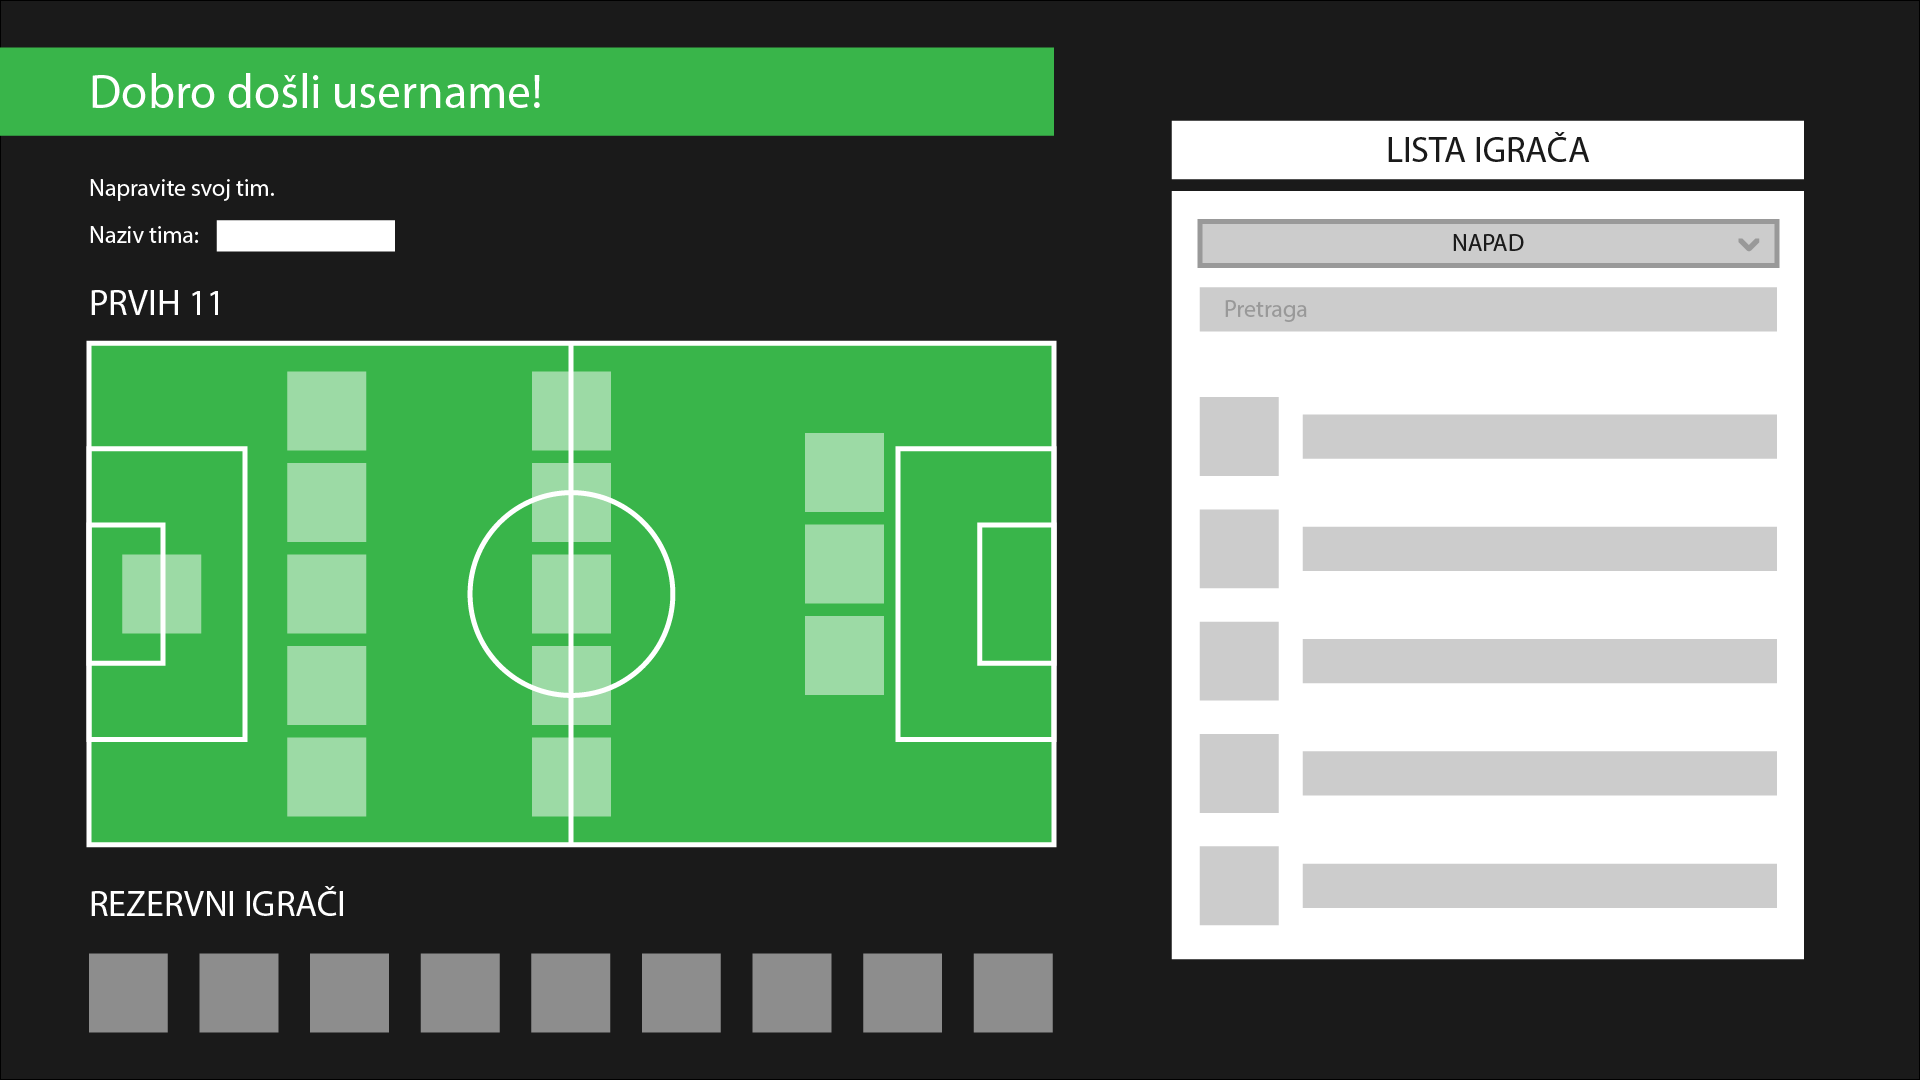 Dobro došli username!
Napravite svoj tim.
Naziv tima:
PRVIH 11
REZERVNI IGRAČI
LISTA IGRAČA
NAPAD
Pretraga